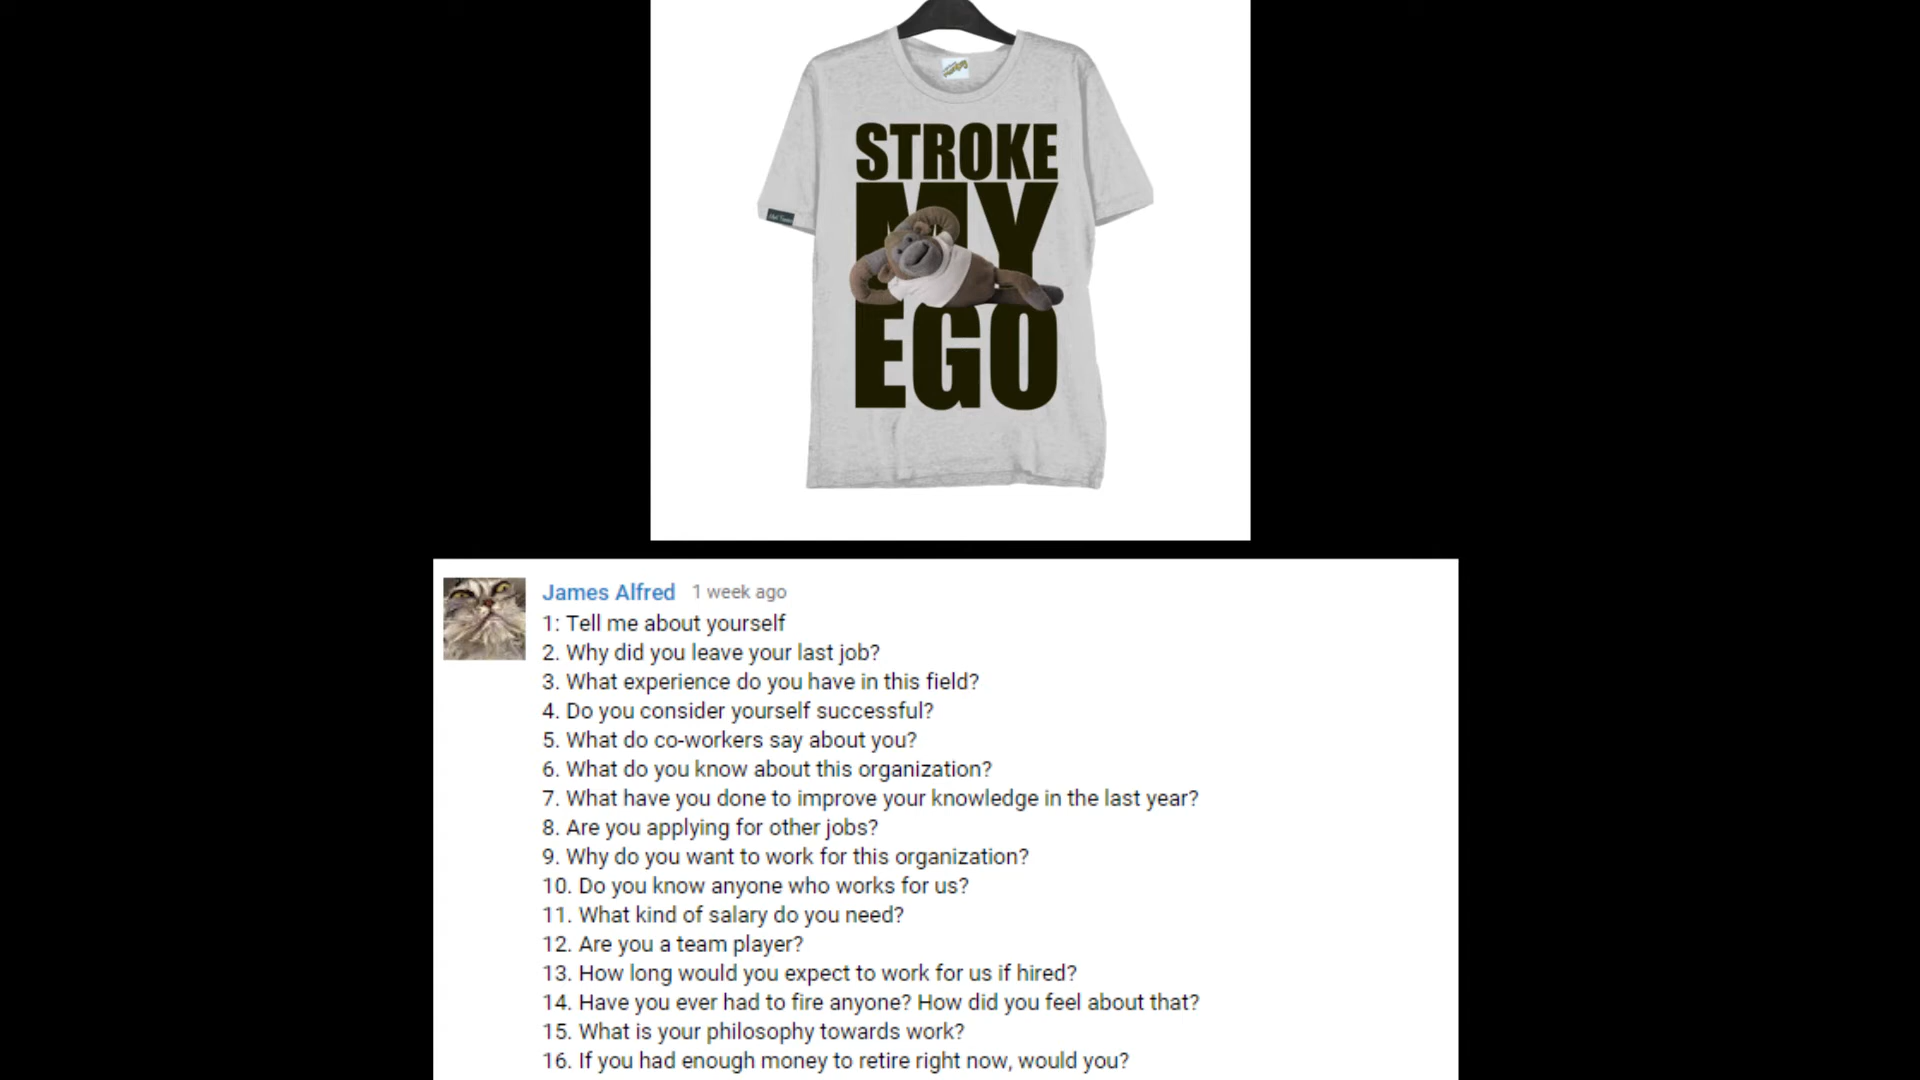 STROKE
MY
EGO
James Alfred 1 week ago
1: Tell me about yourself
2. Why did you leave your last job?
3. What experience do you have in this field?
4. Do you consider yourself successful?
5. What do co-workers say about you?
6. What do you know about this organization?
7. What have you done to improve your knowledge in the last year?
8. Are you applying for other jobs?
9. Why do you want to work for this organization?
10. Do you know anyone who works for us?
11. What kind of salary do you need?
12. Are you a team player?
13. How long would you expect to work for us if hired?
14. Have you ever had to fire anyone? How did you feel about that?
15. What is your philosophy towards work?
16. If you had enough money to retire right now, would you?